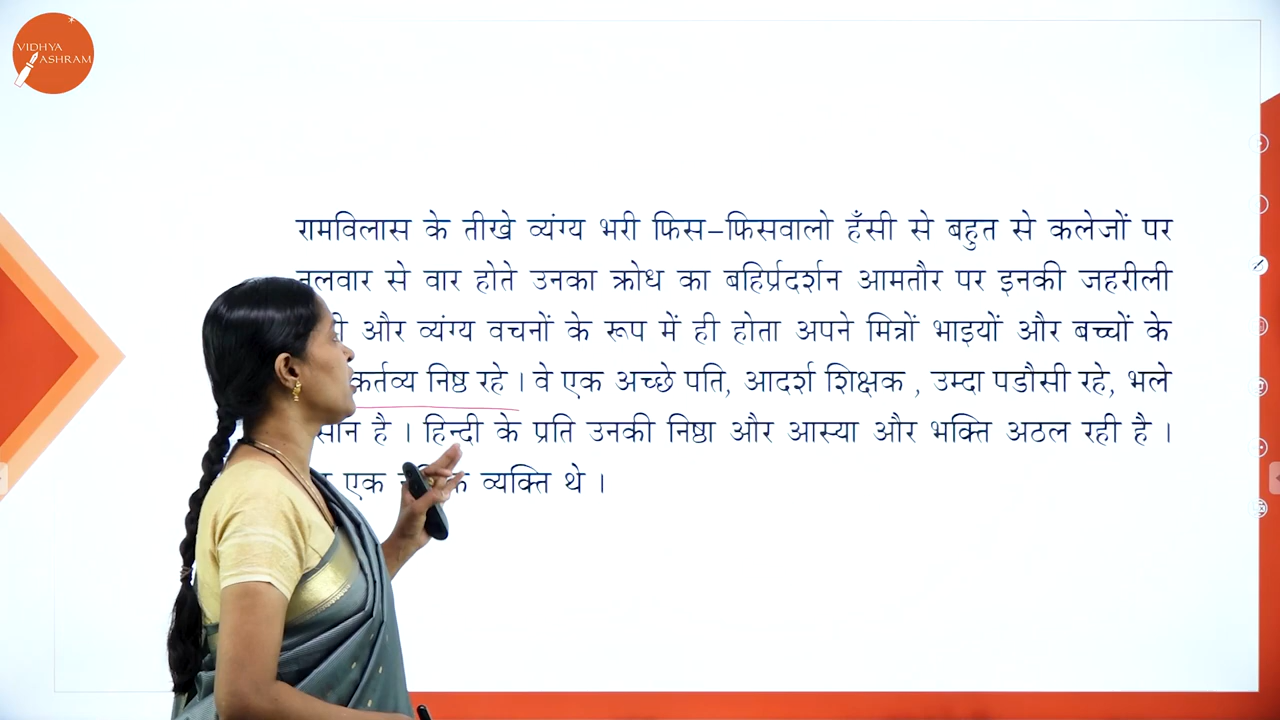 VIDHYA
ASHRAM
रामविलास के तीखे व्यंग्य भरी फिस-फिसवालो हँसी से बहुत से कलेजों पर
से वार होते उनका क्रोध का बहिर्प्रदर्शन आमतौर पर इनकी जहरीली
और व्यंग्य वचनों के रूप में ही होता अपने मित्रों भाइयों और बच्चों के
कर्तव्य निष्ठ रहे । वे एक अच्छे पति, आदर्श शिक्षक , उम्दा पडौसी रहे, भले
है । हिन्दी के प्रति उनकी निष्ठा और आस्या और भक्ति अठल रही है ।
एक व्यक्ति थे ।